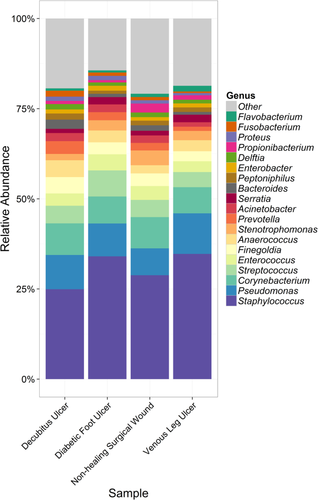 100%
75%
50%
25%
0%
Relative Abundance
Decubitus Ulcer
Diabetic Foot Ulcer
Non-healing Surgical Wound
Venous Leg Ulcer
Sample
Genus
Other
Flavobacterium
Fusobacterium
Proteus
Propionibacterium
Delftia
Enterobacter
Peptoniphilus
Bacteroides
Serratia
Acinetobacter
Prevotella
Stenotrophomonas
Anaerococcus
Finegoldia
Enterococcus
Streptococcus
Corynebacterium
Pseudomonas
Staphylococcus